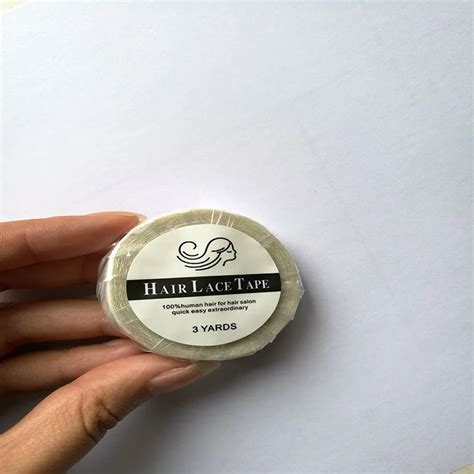 HAIR LACE TAPE
100%human hair for hair salon
quick easy extraordinary
3 YARDS